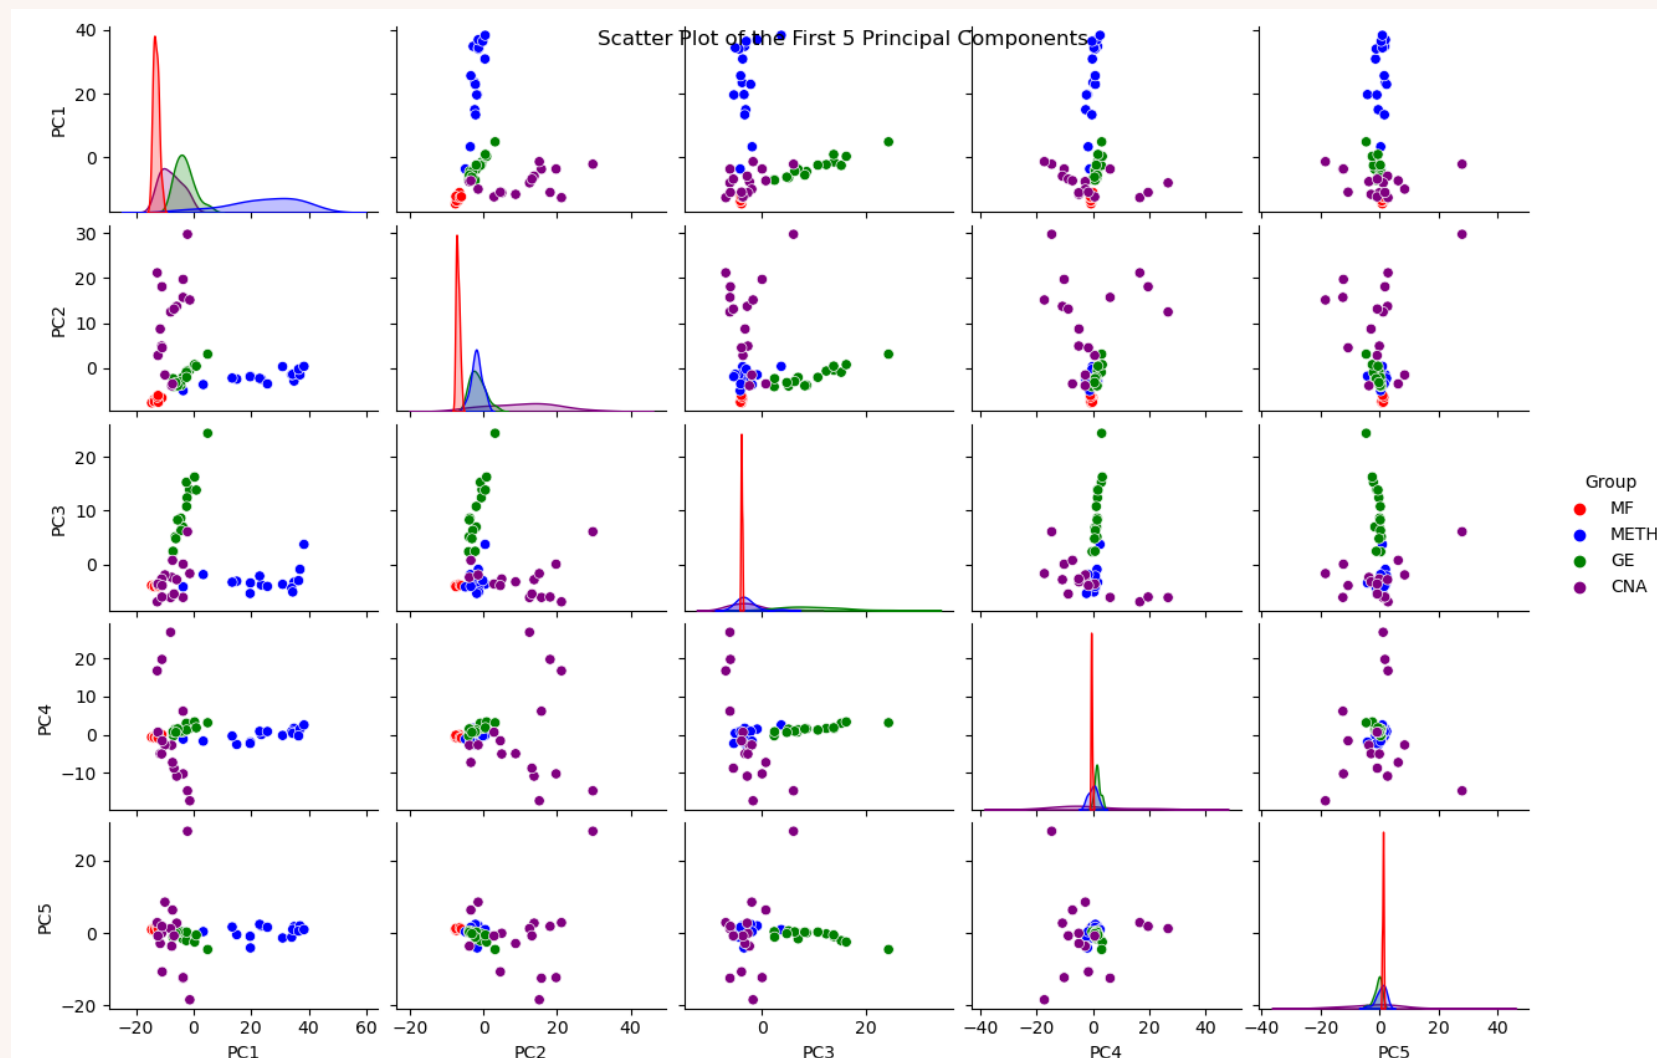 Scatter Plot of the First 5 Principal Components
40
20
0
PC1
30
20
10
0
PC2
20
10
0
PC3
20
10
0
−10
PC4
20
0
−20
PC5
−20 0 20 40 60
−20 0 20 40
0 20
−40 −20 0 20 40
−40 −20 0 20 40
PC1 PC2 PC3 PC4 PC5
Group
MF
METH
GE
CNA